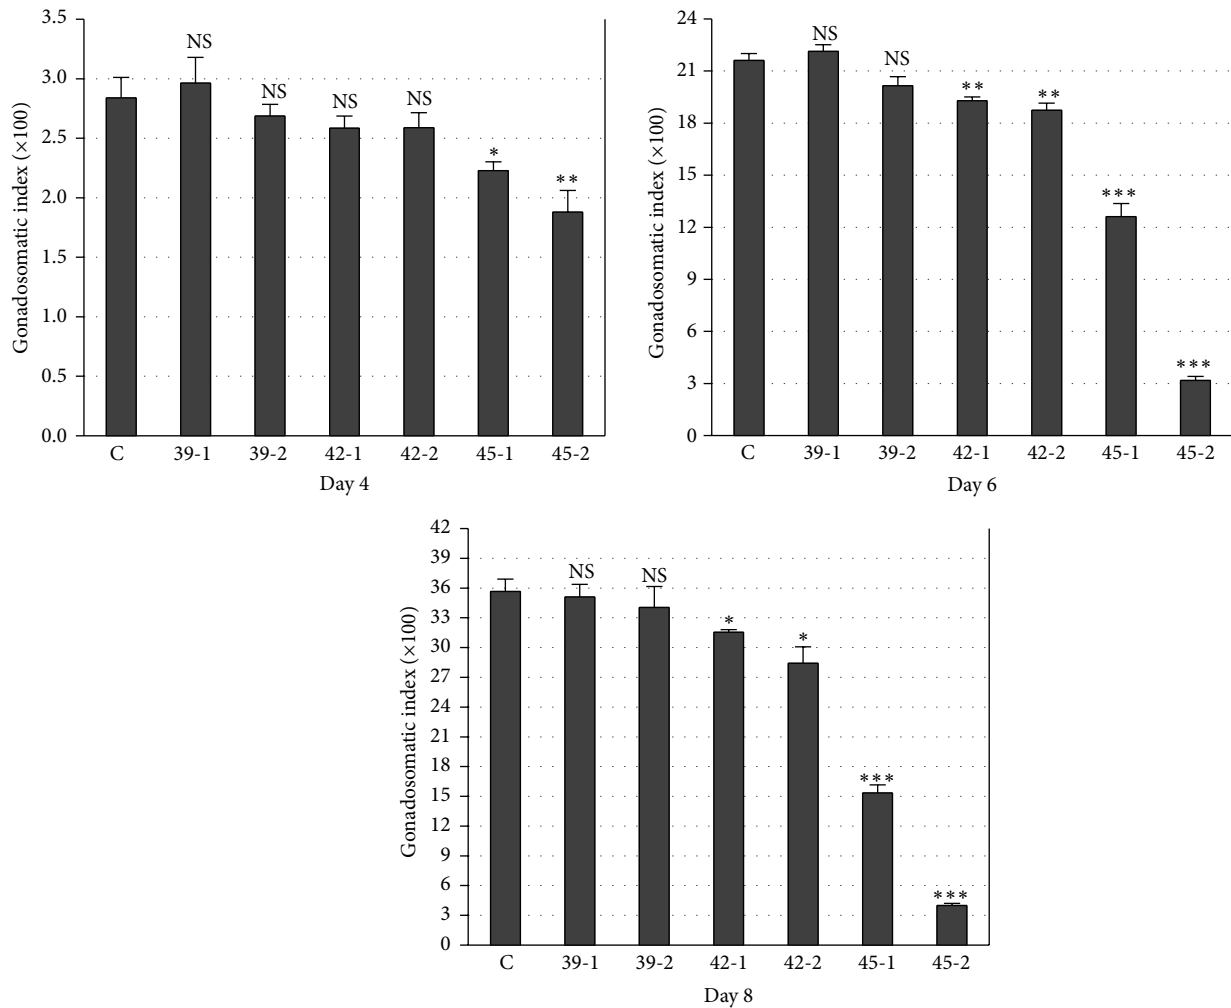 Gonadosomatic index (×100)
3.5
3.0
2.5
2.0
1.5
1.0
0.5
0.0
NS
NS
NS
NS
*
**
C 39-1 39-2 42-1 42-2 45-1 45-2
Day 4
Gonadosomatic index (×100)
24
21
18
15
12
9
6
3
0
NS
NS
**
**
***
***
C 39-1 39-2 42-1 42-2 45-1 45-2
Day 6
Gonadosomatic index (×100)
42
39
36
33
30
27
24
21
18
15
12
9
6
3
0
NS
NS
*
*
***
***
C 39-1 39-2 42-1 42-2 45-1 45-2
Day 8